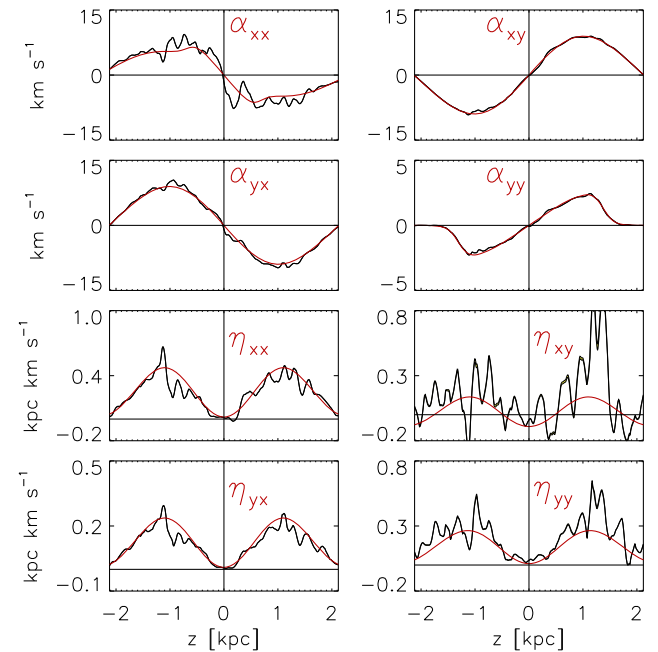 15
0
−15
km s⁻¹
α_xx
15
0
−15
α_xy
15
0
−15
km s⁻¹
α_yx
5
0
−5
α_yy
1.0
0.4
−0.2
kpc km s⁻¹
η_xx
0.8
0.3
−0.2
η_xy
0.5
0.2
−0.1
kpc km s⁻¹
η_yx
0.8
0.3
−0.2
η_yy
−2 −1 0 1 2
z [kpc]
−2 −1 0 1 2
z [kpc]